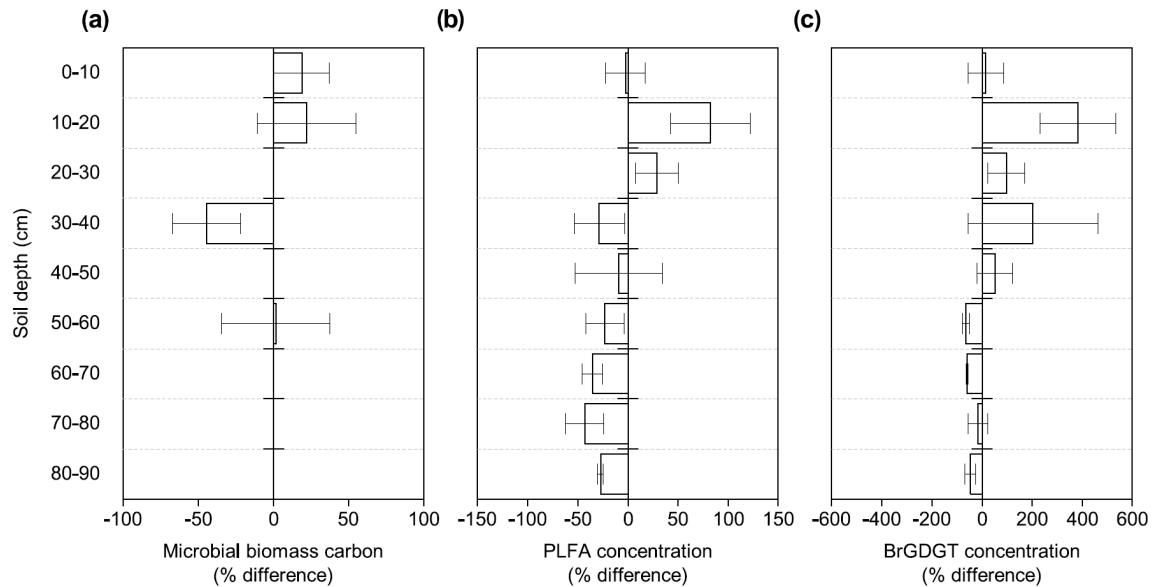 (a)
(b)
(c)
Soil depth (cm)
0-10
10-20
20-30
30-40
40-50
50-60
60-70
70-80
80-90
-100 -50 0 50 100
-150 -100 -50 0 50 100 150
-600 -400 -200 0 200 400 600
Microbial biomass carbon
(% difference)
PLFA concentration
(% difference)
BrGDGT concentration
(% difference)